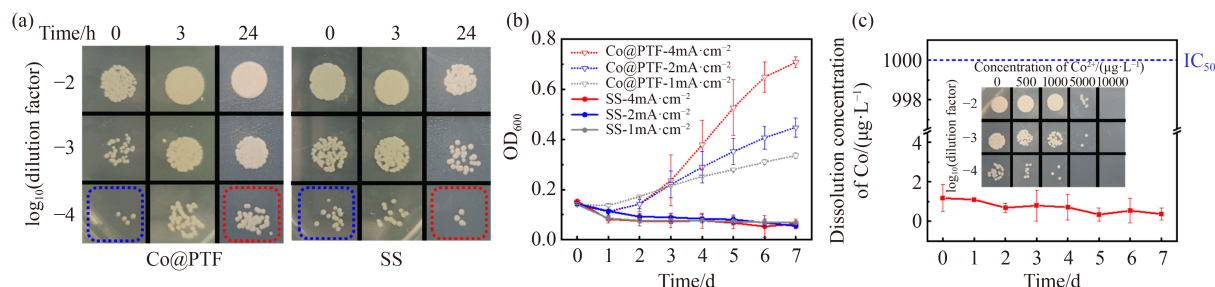 (a)
Time/h 0 3 24 0 3 24
log₁₀(dilution factor)
−2
−3
−4
Co@PTF SS
(b)
OD₆₀₀
0.8
0.6
0.4
0.2
0.0
Co@PTF-4mA·cm⁻²
Co@PTF-2mA·cm⁻²
Co@PTF-1mA·cm⁻²
SS-4mA·cm⁻²
SS-2mA·cm⁻²
SS-1mA·cm⁻²
0 1 2 3 4 5 6 7
Time/d
(c)
Dissolution concentration
of Co/(μg·L⁻¹)
1000
998
996
4
2
0
IC₅₀
Concentration of Co²⁺/(μg·L⁻¹)
0 500 1000 5000 10000
log₁₀(dilution factor)
−2
−3
−4
0 1 2 3 4 5 6 7
Time/d